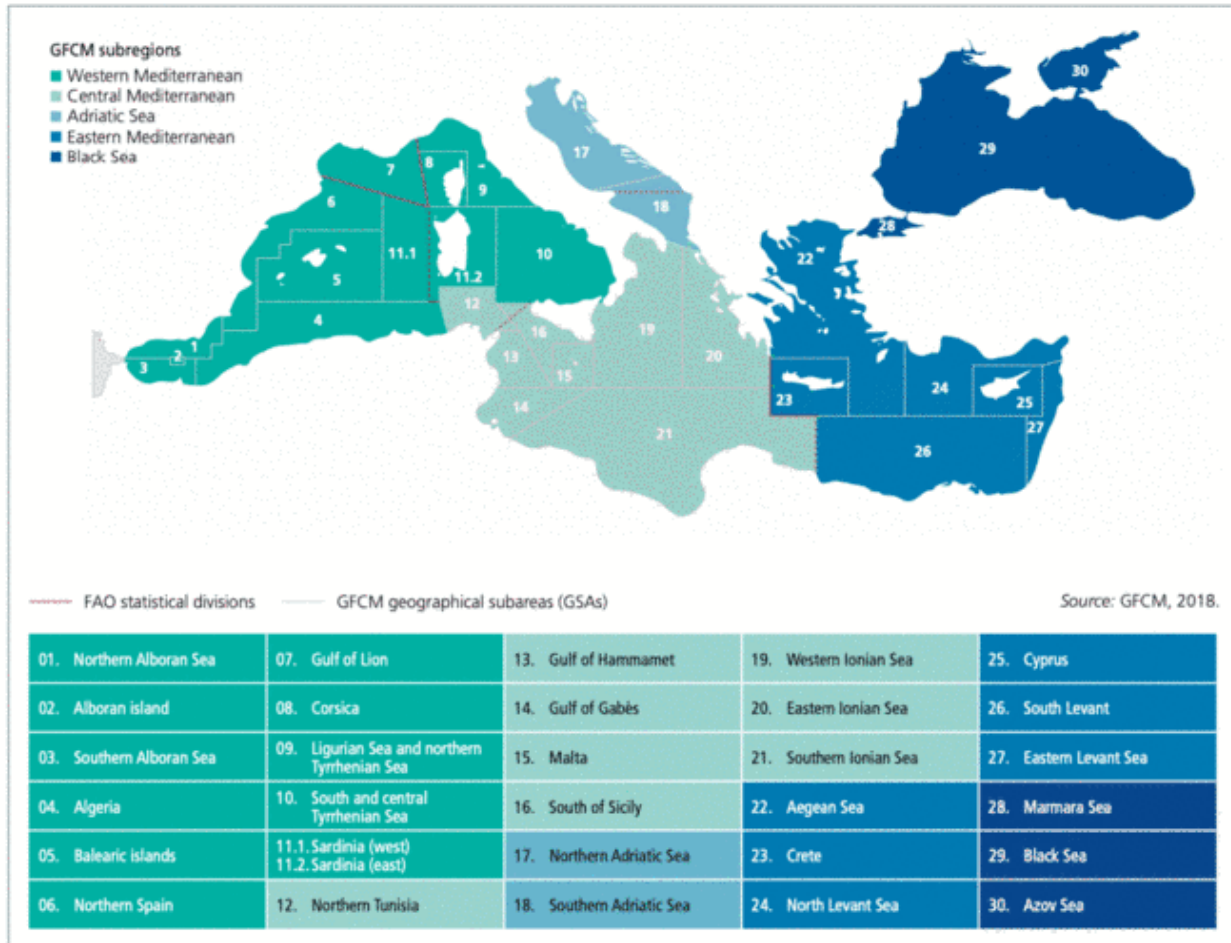 GFCM subregions
Western Mediterranean
Central Mediterranean
Adriatic Sea
Eastern Mediterranean
Black Sea
30
29
17
7
8
9
18
28
6
22
11.1
11.2
10
5
12
4
16
19
20
13
15
1
2
3
14
23
24
25
27
21
26
FAO statistical divisions
GFCM geographical subareas (GSAs)
Source: GFCM, 2018.
01. Northern Alboran Sea
02. Alboran island
03. Southern Alboran Sea
04. Algeria
05. Balearic islands
06. Northern Spain
07. Gulf of Lion
08. Corsica
09. Ligurian Sea and northern
Tyrrhenian Sea
10. South and central
Tyrrhenian Sea
11.1. Sardinia (west)
11.2. Sardinia (east)
12. Northern Tunisia
13. Gulf of Hammamet
14. Gulf of Gabès
15. Malta
16. South of Sicily
17. Northern Adriatic Sea
18. Southern Adriatic Sea
19. Western Ionian Sea
20. Eastern Ionian Sea
21. Southern Ionian Sea
22. Aegean Sea
23. Crete
24. North Levant Sea
25. Cyprus
26. South Levant
27. Eastern Levant Sea
28. Marmara Sea
29. Black Sea
30. Azov Sea